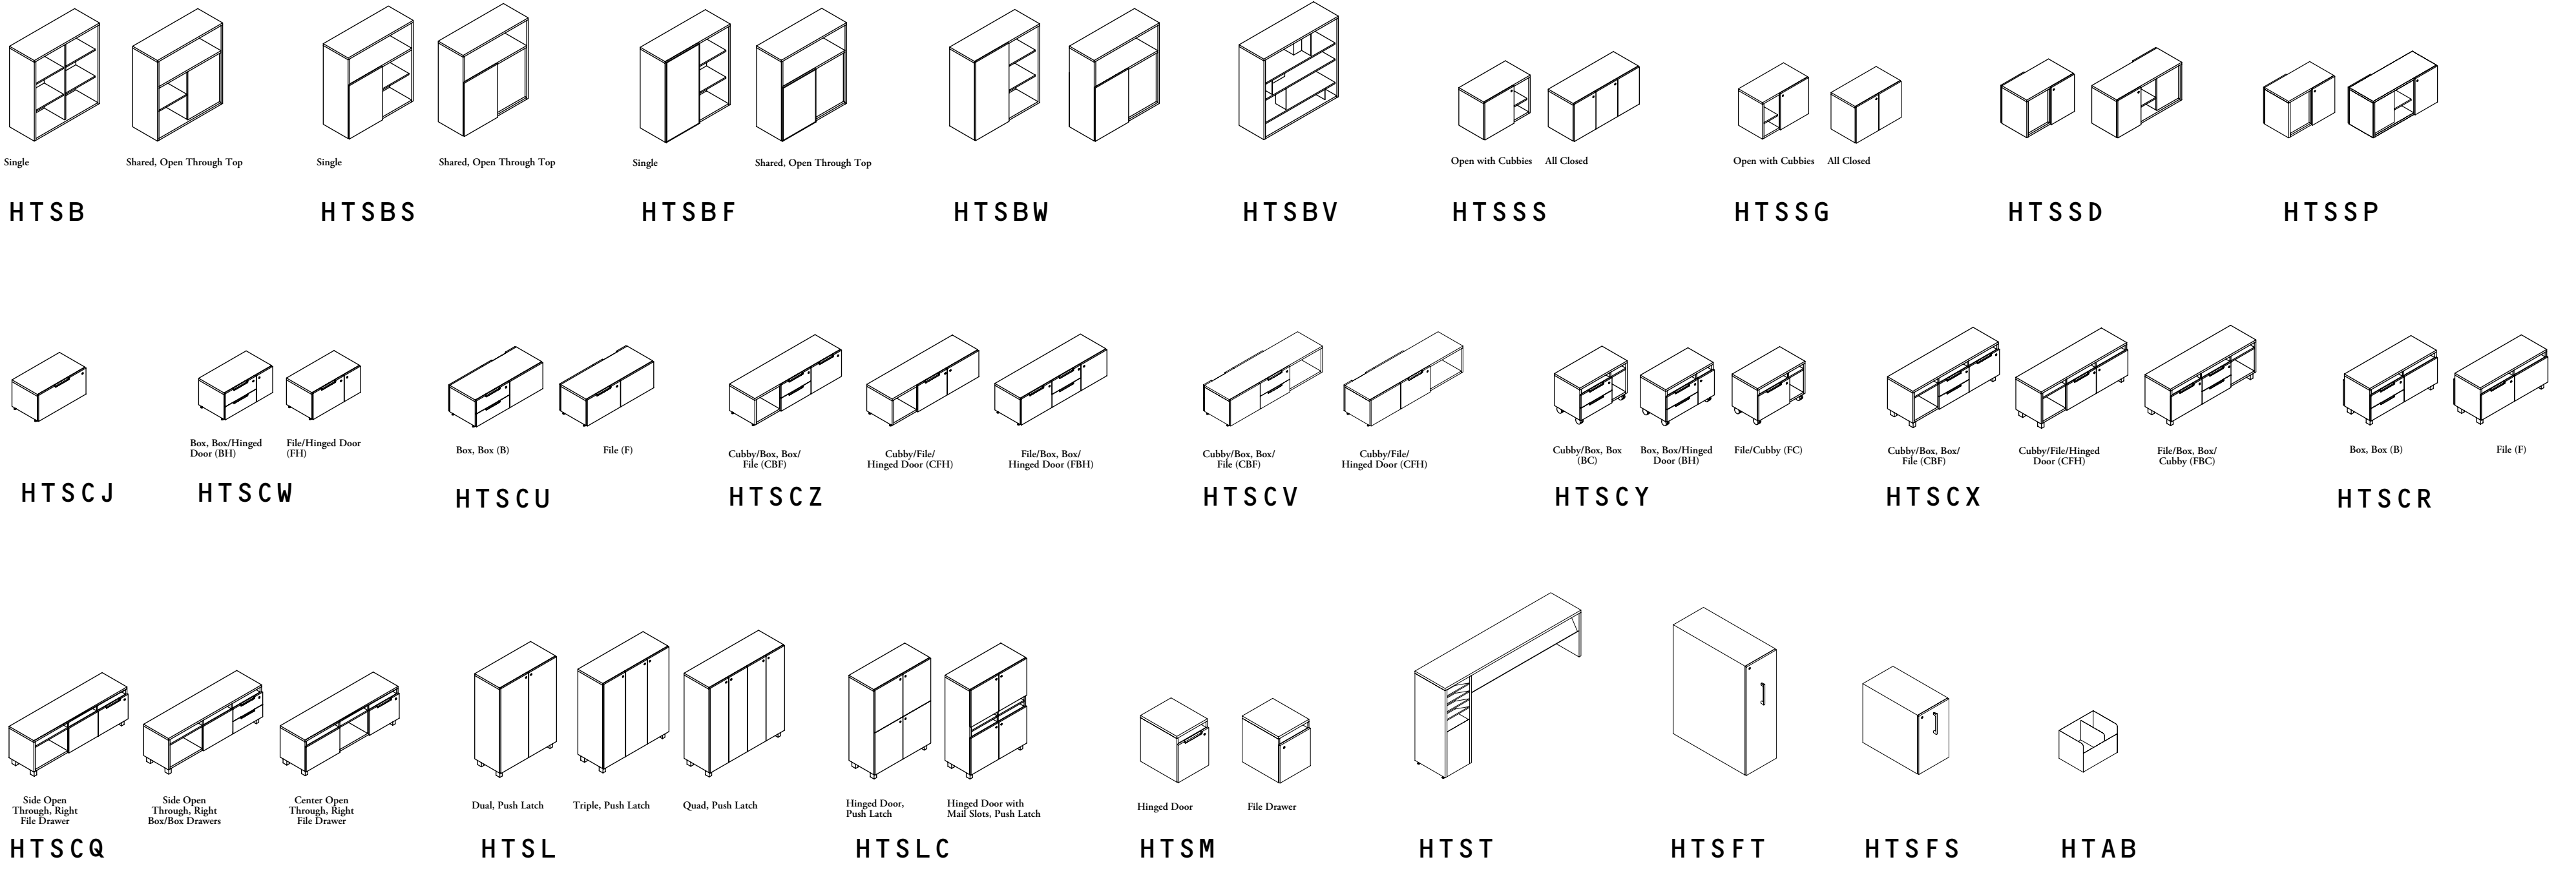 Single
Shared, Open Through Top
Single
Shared, Open Through Top
Single
Shared, Open Through Top
Open with Cubbies
All Closed
Open with Cubbies
All Closed
HTSB
HTSBS
HTSBF
HTSBW
HTSBV
HTSSS
HTSSG
HTSSD
HTSSP
Box, Box/Hinged
Door (BH)
File/Hinged Door
(FH)
Box, Box (B)
File (F)
Cubby/Box, Box/
File (CBF)
Cubby/File/
Hinged Door (CFH)
File/Box, Box/
Hinged Door (FBH)
Cubby/Box, Box/
File (CBF)
Cubby/File/
Hinged Door (CFH)
Cubby/Box, Box
(BC)
Box, Box/Hinged
Door (BH)
File/Cubby (FC)
Cubby/Box, Box/
File (CBF)
Cubby/File/Hinged
Door (CFH)
File/Box, Box/
Cubby (FBC)
Box, Box (B)
File (F)
HTSCJ
HTSCW
HTSCU
HTSCZ
HTSCV
HTSCY
HTSCX
HTSCR
Side Open
Through, Right
File Drawer
Side Open
Through, Right
Box/Box Drawers
Center Open
Through, Right
File Drawer
Dual, Push Latch
Triple, Push Latch
Quad, Push Latch
Hinged Door,
Push Latch
Hinged Door with
Mail Slots, Push Latch
Hinged Door
File Drawer
HTSCQ
HTSL
HTSLC
HTSM
HTST
HTSFT
HTSFS
HTAB